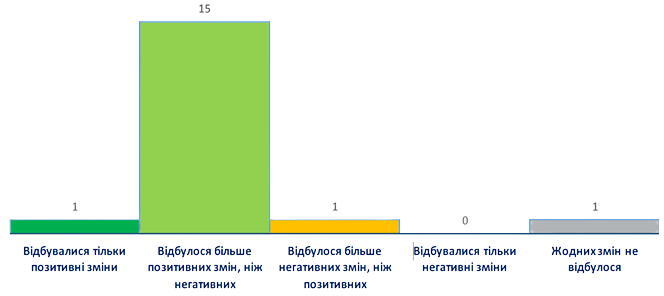 15
1
1
0
1
Відбувалися тільки
позитивні зміни
Відбулося більше
позитивних змін, ніж
негативних
Відбулося більше
негативних змін, ніж
позитивних
Відбувалися тільки
негативні зміни
Жодних змін не
відбулося